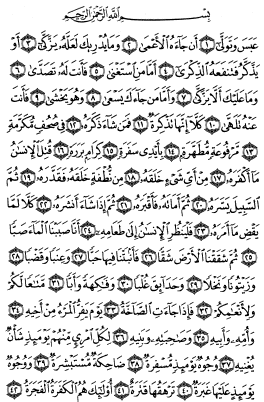 بِسْمِ ٱللَّهِ ٱلرَّحْمَٰنِ ٱلرَّحِيمِ
عَبَسَ وَتَوَلَّىٰٓ ١ أَن جَآءَهُ ٱلْأَعْمَىٰ ٢ وَمَا يُدْرِيكَ لَعَلَّهُۥ يَزَّكَّىٰٓ ٣ أَوْ
يَذَّكَّرُ فَتَنفَعَهُ ٱلذِّكْرَىٰٓ ٤ أَمَّا مَنِ ٱسْتَغْنَىٰ ٥ فَأَنتَ لَهُۥ تَصَدَّىٰ
٦ وَمَا عَلَيْكَ أَلَّا يَزَّكَّىٰ ٧ وَأَمَّا مَن جَآءَكَ يَسْعَىٰ ٨ وَهُوَ يَخْشَىٰ ٩ فَأَنتَ
عَنْهُ تَلَهَّىٰ ١٠ كَلَّآ إِنَّهَا تَذْكِرَةٌ ١١ فَمَن شَآءَ ذَكَرَهُۥ ١٢ فِى صُحُفٍ مُّكَرَّمَةٍ
١٣ مَّرْفُوعَةٍ مُّطَهَّرَةٍۭ ١٤ بِأَيْدِى سَفَرَةٍ ١٥ كِرَامٍۭ بَرَرَةٍ ١٦ قُتِلَ ٱلْإِنسَٰنُ
مَآ أَكْفَرَهُۥ ١٧ مِنْ أَىِّ شَىْءٍ خَلَقَهُۥ ١٨ مِن نُّطْفَةٍ خَلَقَهُۥ فَقَدَّرَهُۥ ١٩ ثُمَّ
ٱلسَّبِيلَ يَسَّرَهُۥ ٢٠ ثُمَّ أَمَاتَهُۥ فَأَقْبَرَهُۥ ٢١ ثُمَّ إِذَا شَآءَ أَنشَرَهُۥ ٢٢ كَلَّا لَمَّا
يَقْضِ مَآ أَمَرَهُۥ ٢٣ فَلْيَنظُرِ ٱلْإِنسَٰنُ إِلَىٰ طَعَامِهِۦٓ ٢٤ أَنَّا صَبَبْنَا ٱلْمَآءَ صَبًّا
٢٥ ثُمَّ شَقَقْنَا ٱلْأَرْضَ شَقًّا ٢٦ فَأَنۢبَتْنَا فِيهَا حَبًّا ٢٧ وَعِنَبًا وَقَضْبًا ٢٨
وَزَيْتُونًا وَنَخْلًا ٢٩ وَحَدَآئِقَ غُلْبًا ٣٠ وَفَٰكِهَةً وَأَبًّا ٣١ مَّتَٰعًا لَّكُمْ
وَلِأَنْعَٰمِكُمْ ٣٢ فَإِذَا جَآءَتِ ٱلصَّآخَّةُ ٣٣ يَوْمَ يَفِرُّ ٱلْمَرْءُ مِنْ أَخِيهِ ٣٤
وَأُمِّهِۦ وَأَبِيهِ ٣٥ وَصَٰحِبَتِهِۦ وَبَنِيهِ ٣٦ لِكُلِّ ٱمْرِئٍ مِّنْهُمْ يَوْمَئِذٍ شَأْنٌ
يُغْنِيهِ ٣٧ وُجُوهٌ يَوْمَئِذٍ مُّسْفِرَةٌ ٣٨ ضَاحِكَةٌ مُّسْتَبْشِرَةٌ ٣٩ وَوُجُوهٌ
يَوْمَئِذٍ عَلَيْهَا غَبَرَةٌ ٤٠ تَرْهَقُهَا قَتَرَةٌ ٤١ أُو۟لَٰٓئِكَ هُمُ ٱلْكَفَرَةُ ٱلْفَجَرَةُ ٤٢